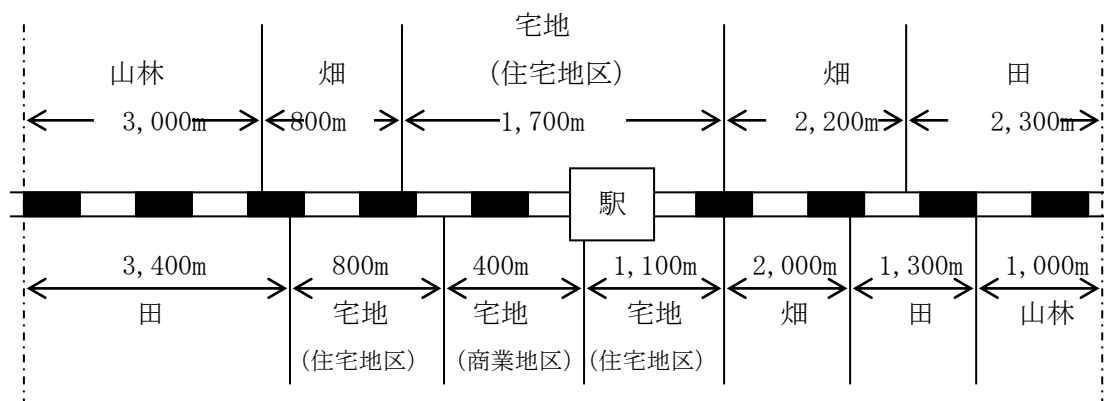 宅地
山林 畑 (住宅地区) 畑 田
3,000m 800m 1,700m 2,200m 2,300m
駅
3,400m 800m 400m 1,100m 2,000m 1,300m 1,000m
田 宅地 宅地 宅地 畑 田 山林
(住宅地区) (商業地区) (住宅地区)